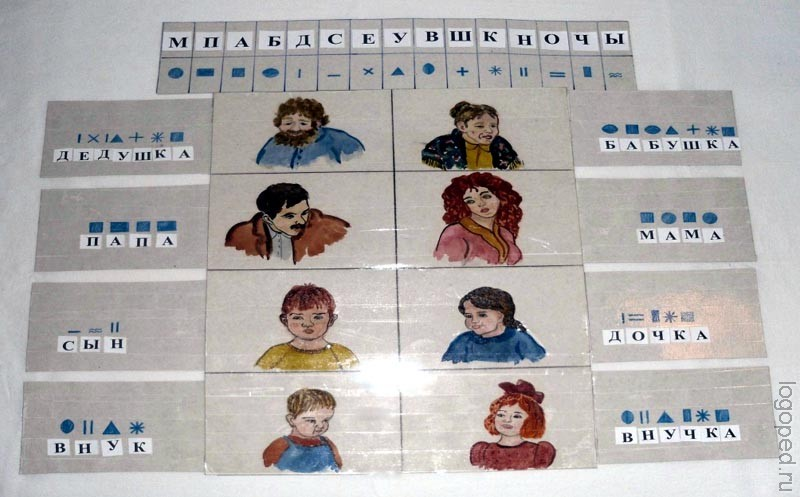 М П А Б Д С Е У В Ш К Н О Ч Ы
ДЕДУШКА
БАБУШКА
ПАПА
МАМА
СЫН
ДОЧКА
ВНУК
ВНУЧКА
logoped.ru